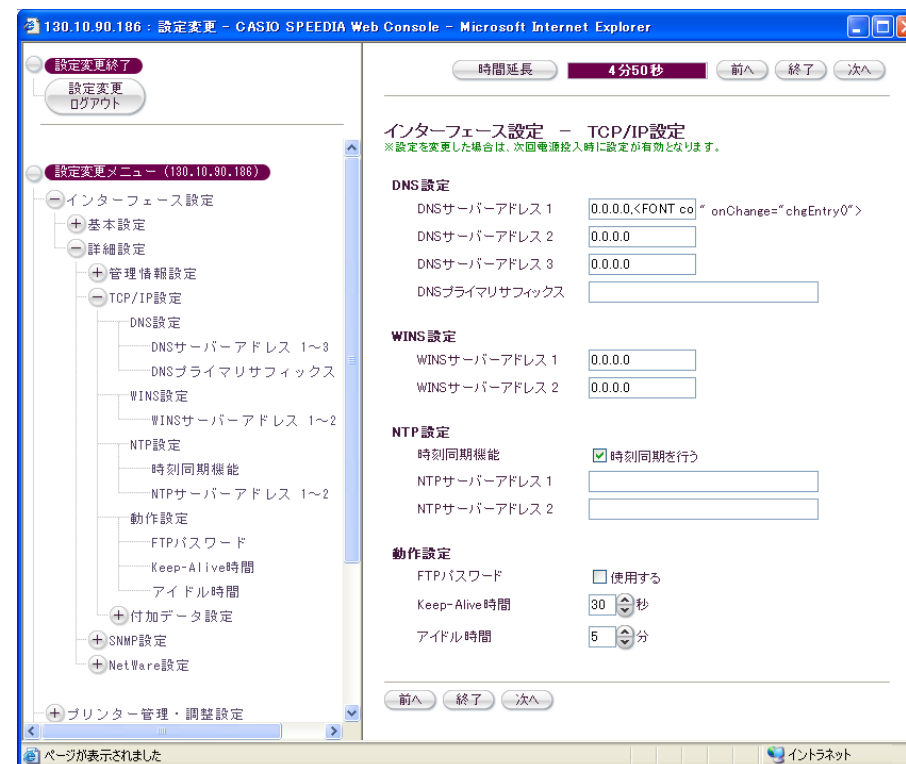 130.10.90.186 : 設定変更 - CASIO SPEEDIA Web Console - Microsoft Internet Explorer
設定変更終了
設定変更
ログアウト
設定変更メニュー (130.10.90.186)
インターフェース設定
基本設定
詳細設定
管理情報設定
TCP/IP設定
DNS設定
DNSサーバーアドレス 1～3
DNSプライマリサフィックス
WINS設定
WINSサーバーアドレス 1～2
NTP設定
時刻同期機能
NTPサーバーアドレス 1～2
動作設定
FTPパスワード
Keep-Alive時間
アイドル時間
付加データ設定
SNMP設定
NetWare設定
プリンター管理・調整設定
時間延長 4分50秒 前へ 終了 次へ
インターフェース設定 － TCP/IP設定
※設定を変更した場合は、次回電源投入時に設定が有効となります。
DNS設定
DNSサーバーアドレス 1 0.0.0.0,<FONT co " onChange="chgEntry()">
DNSサーバーアドレス 2 0.0.0.0
DNSサーバーアドレス 3 0.0.0.0
DNSプライマリサフィックス
WINS設定
WINSサーバーアドレス 1 0.0.0.0
WINSサーバーアドレス 2 0.0.0.0
NTP設定
時刻同期機能 時刻同期を行う
NTPサーバーアドレス 1
NTPサーバーアドレス 2
動作設定
FTPパスワード 使用する
Keep-Alive時間 30 秒
アイドル時間 5 分
前へ 終了 次へ
ページが表示されました イントラネット